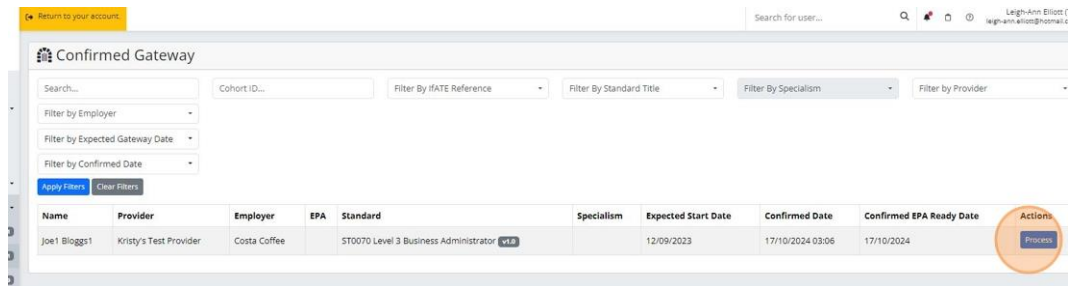 Return to your account.
Search for user...
Leigh-Ann Elliott (
leigh-ann.elliott@hotmail.c
Confirmed Gateway
Search... Cohort ID... Filter By IfATE Reference Filter By Standard Title Filter By Specialism Filter by Provider
Filter by Employer
Filter by Expected Gateway Date
Filter by Confirmed Date
Apply Filters Clear Filters
Name Provider Employer EPA Standard Specialism Expected Start Date Confirmed Date Confirmed EPA Ready Date Actions
Joe1 Bloggs1 Kristy's Test Provider Costa Coffee ST0070 Level 3 Business Administrator v1.0 12/09/2023 17/10/2024 03:06 17/10/2024 Process